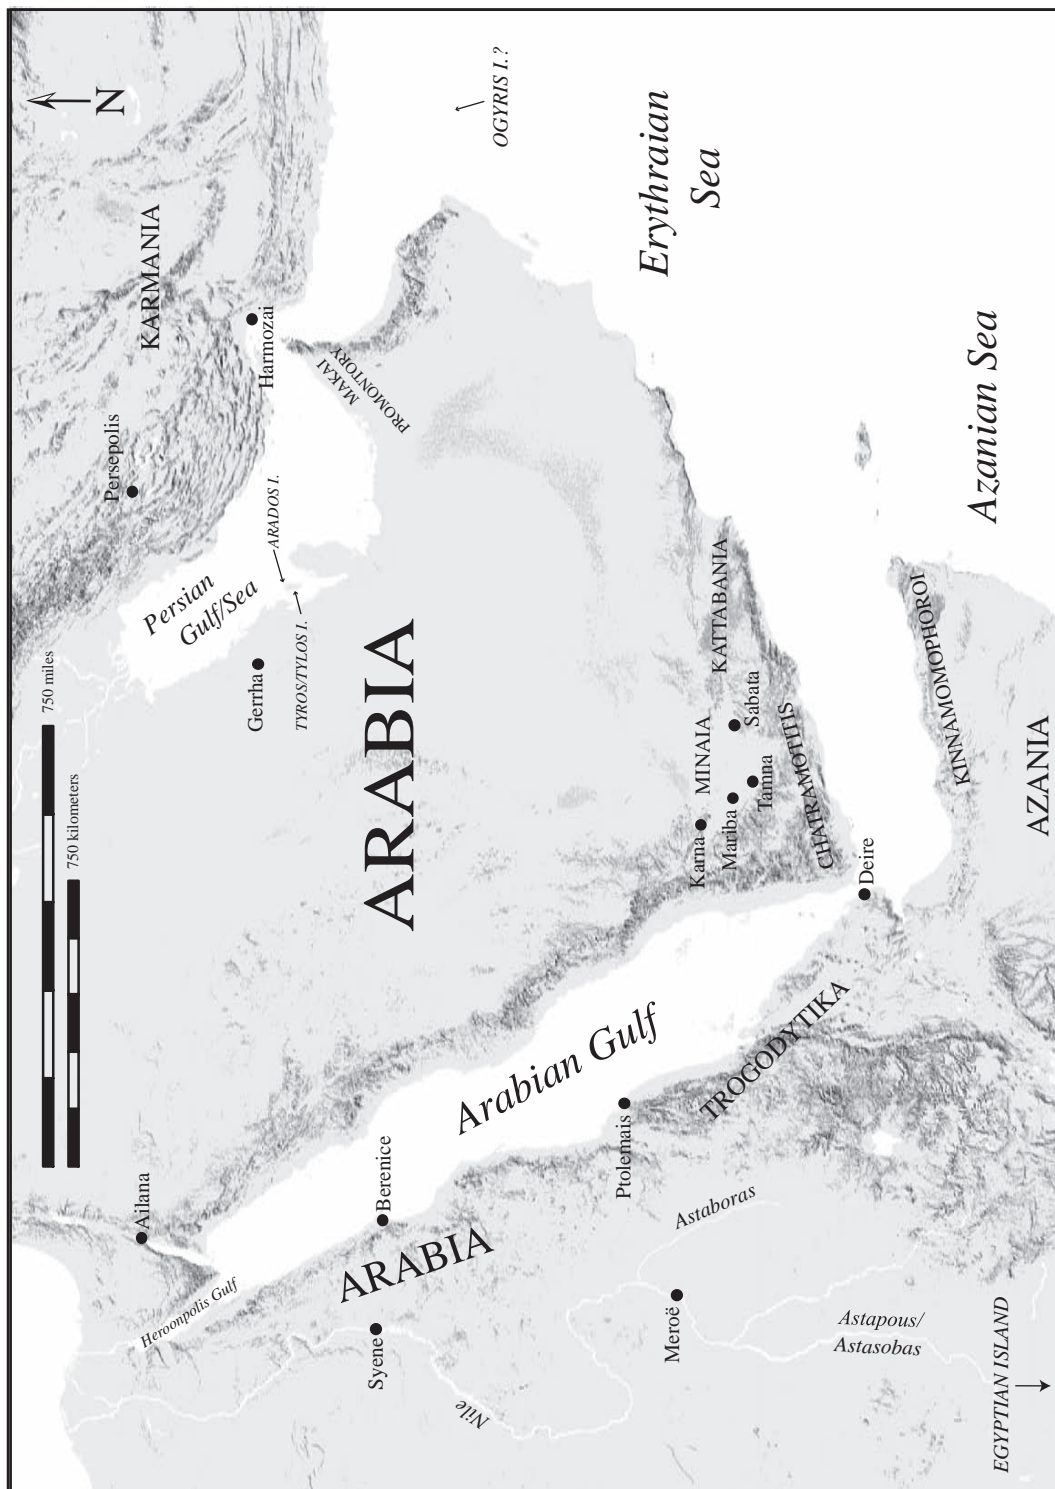 N
750 miles
750 kilometers
KARMANIA
Persepolis
Harmozai
MAKAI
PROMONTORY
OGYRIS I.?
Erythraian
Sea
Azanian Sea
Persian
Gulf/Sea
ARADOS I.
TYROS/TYLOS I.
Gerrha
ARABIA
KATTABANIA
MINAIA
Sabata
Tamna
Mariba
Karna
CHATRAMOTITIS
KINNAMOMOPHOROI
AZANIA
Deire
Arabian Gulf
TROGODYTIKA
Ptolemais
Ailana
Berenice
Heroonpolis Gulf
ARABIA
Syene
Nile
Astaboras
Meroë
Astapous/
Astasobas
EGYPTIAN ISLAND